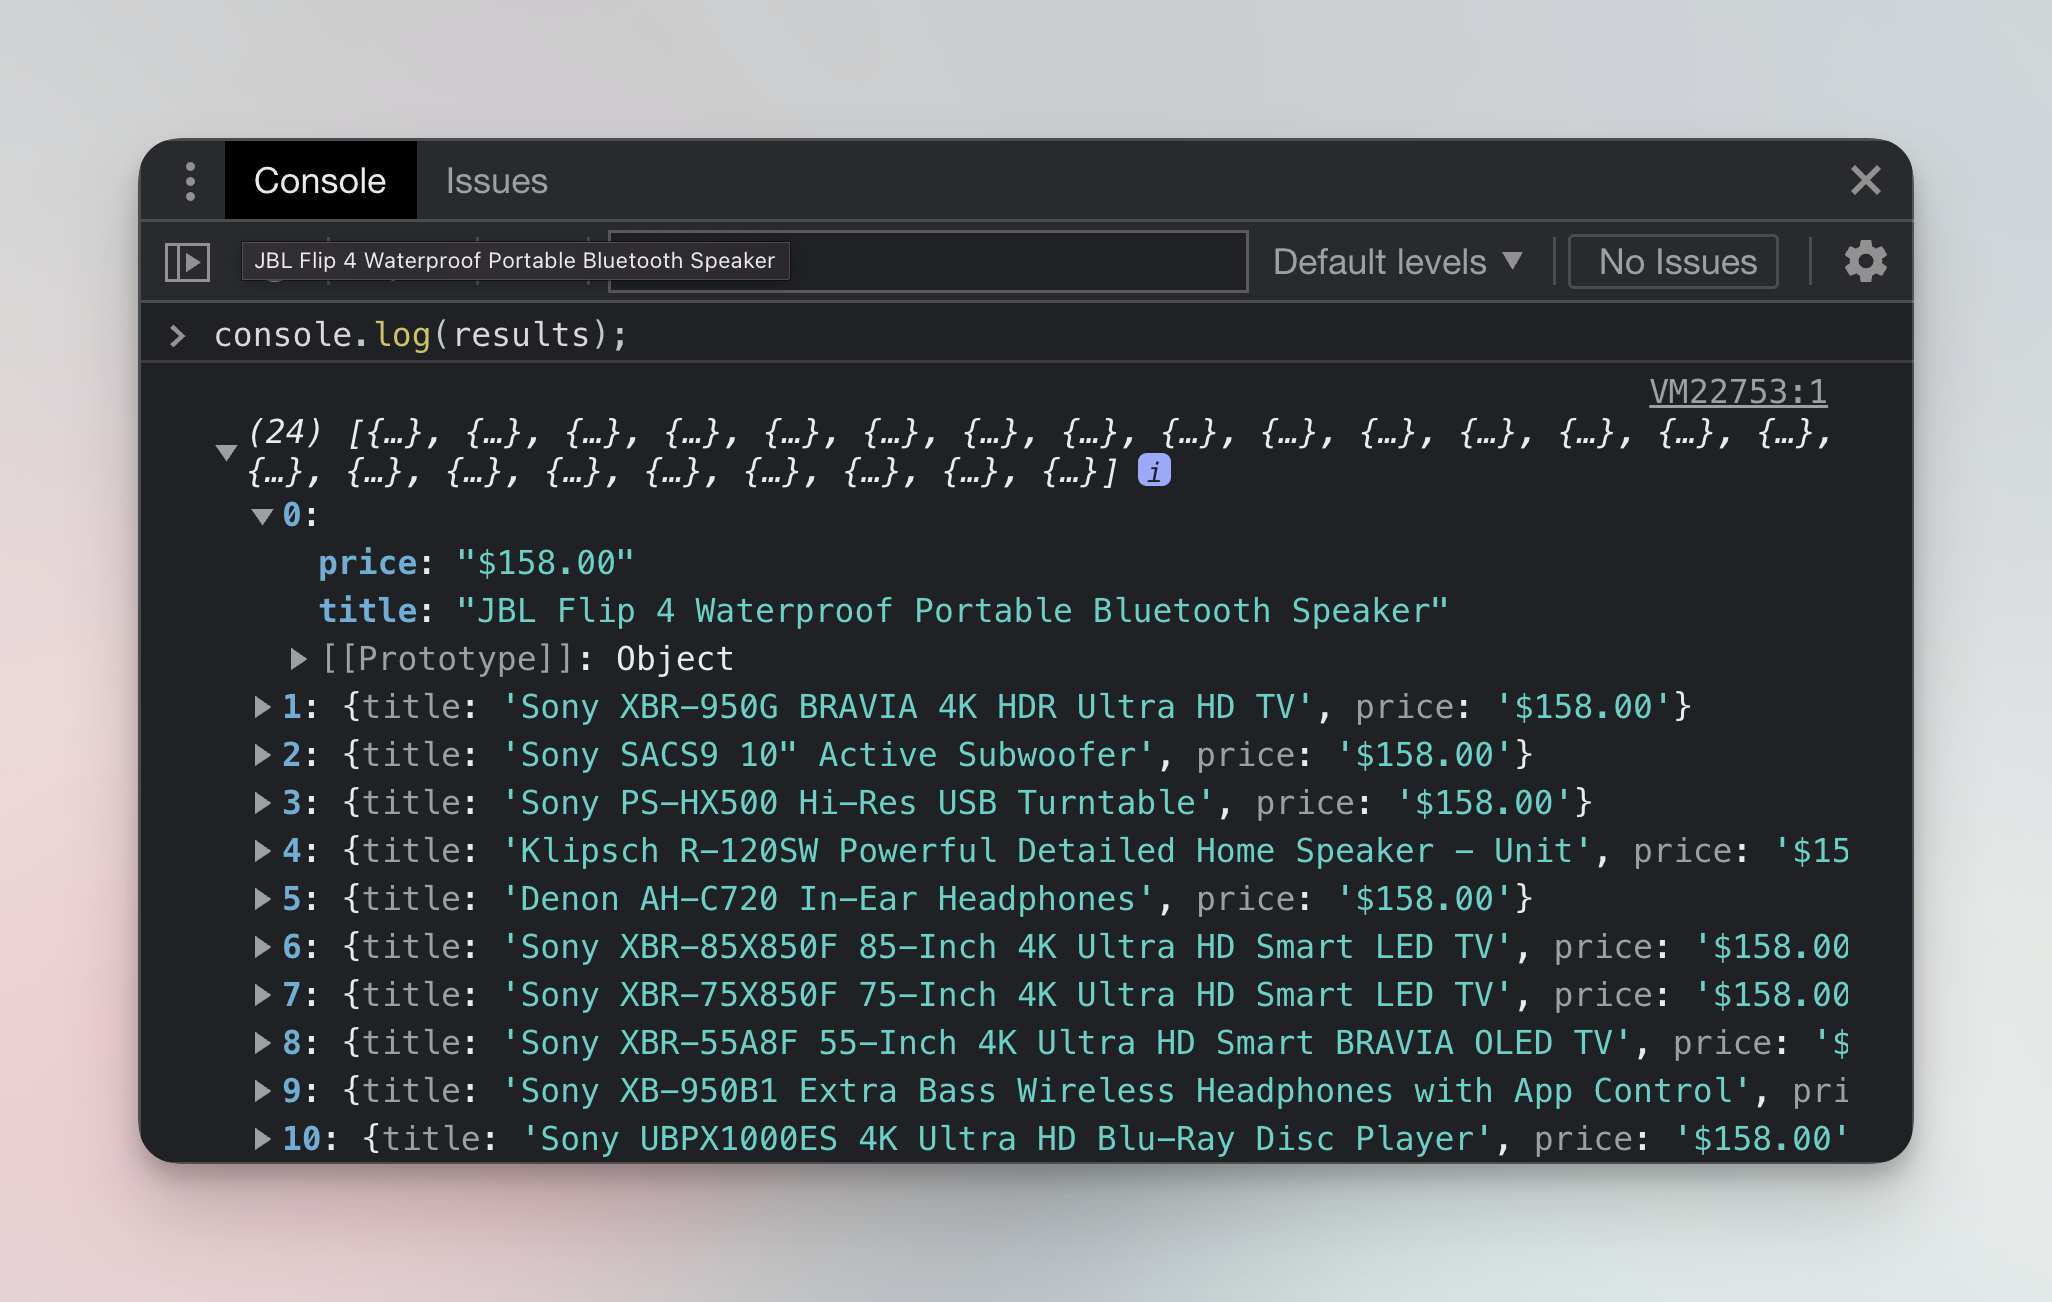 Console Issues
JBL Flip 4 Waterproof Portable Bluetooth Speaker Default levels ▼ No Issues
> console.log(results);
VM22753:1
(24) [{…}, {…}, {…}, {…}, {…}, {…}, {…}, {…}, {…}, {…}, {…}, {…}, {…}, {…}, {…},
{…}, {…}, {…}, {…}, {…}, {…}, {…}, {…}, {…}] i
0:
price: "$158.00"
title: "JBL Flip 4 Waterproof Portable Bluetooth Speaker"
[[Prototype]]: Object
1: {title: 'Sony XBR-950G BRAVIA 4K HDR Ultra HD TV', price: '$158.00'}
2: {title: 'Sony SACS9 10" Active Subwoofer', price: '$158.00'}
3: {title: 'Sony PS-HX500 Hi-Res USB Turntable', price: '$158.00'}
4: {title: 'Klipsch R-120SW Powerful Detailed Home Speaker - Unit', price: '$15
5: {title: 'Denon AH-C720 In-Ear Headphones', price: '$158.00'}
6: {title: 'Sony XBR-85X850F 85-Inch 4K Ultra HD Smart LED TV', price: '$158.00
7: {title: 'Sony XBR-75X850F 75-Inch 4K Ultra HD Smart LED TV', price: '$158.00
8: {title: 'Sony XBR-55A8F 55-Inch 4K Ultra HD Smart BRAVIA OLED TV', price: '$
9: {title: 'Sony XB-950B1 Extra Bass Wireless Headphones with App Control', pri
10: {title: 'Sony UBPX1000ES 4K Ultra HD Blu-Ray Disc Player', price: '$158.00'